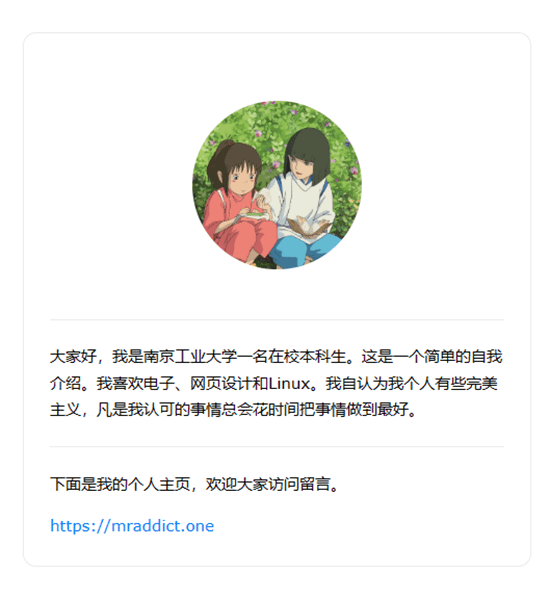 大家好，我是南京工业大学一名在校本科生。这是一个简单的自我
介绍。我喜欢电子、网页设计和Linux。我自认为我个人有些完美
主义，凡是我认可的事情总会花时间把事情做到最好。
下面是我的个人主页，欢迎大家访问留言。
https://mraddict.one